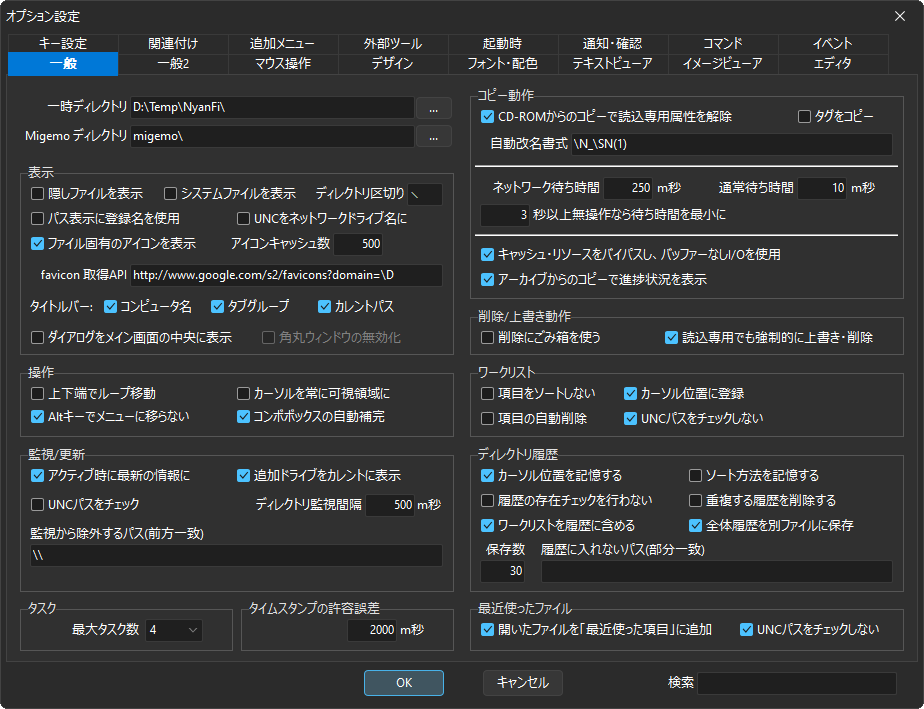 オプション設定
キー設定 関連付け 追加メニュー 外部ツール 起動時 通知・確認 コマンド イベント
一般 一般2 マウス操作 デザイン フォント・配色 テキストビューア イメージビューア エディタ
一時ディレクトリ D:\Temp\NyanFi\ ...
Migemo ディレクトリ migemo\ ...
表示
隠しファイルを表示 システムファイルを表示 ディレクトリ区切り \
パス表示に登録名を使用 UNCをネットワークドライブ名に
ファイル固有のアイコンを表示 アイコンキャッシュ数 500
favicon 取得API http://www.google.com/s2/favicons?domain=\D
タイトルバー: コンピュータ名 タブグループ カレントパス
ダイアログをメイン画面の中央に表示 角丸ウィンドウの無効化
操作
上下端でループ移動 カーソルを常に可視領域に
Altキーでメニューに移らない コンボボックスの自動補完
監視/更新
アクティブ時に最新の情報に 追加ドライブをカレントに表示
UNCパスをチェック ディレクトリ監視間隔 500 m秒
監視から除外するパス(前方一致)
\\
タスク
最大タスク数 4
タイムスタンプの許容誤差
2000 m秒
コピー動作
CD-ROMからのコピーで読込専用属性を解除 タグをコピー
自動改名書式 \N_\SN(1)
ネットワーク待ち時間 250 m秒 通常待ち時間 10 m秒
3 秒以上無操作なら待ち時間を最小に
キャッシュ・リソースをバイパスし、バッファーなしI/Oを使用
アーカイブからのコピーで進捗状況を表示
削除/上書き動作
削除にごみ箱を使う 読込専用でも強制的に上書き・削除
ワークリスト
項目をソートしない カーソル位置に登録
項目の自動削除 UNCパスをチェックしない
ディレクトリ履歴
カーソル位置を記憶する ソート方法を記憶する
履歴の存在チェックを行わない 重複する履歴を削除する
ワークリストを履歴に含める 全体履歴を別ファイルに保存
保存数 履歴に入れないパス(部分一致)
30
最近使ったファイル
開いたファイルを「最近使った項目」に追加 UNCパスをチェックしない
OK キャンセル 検索